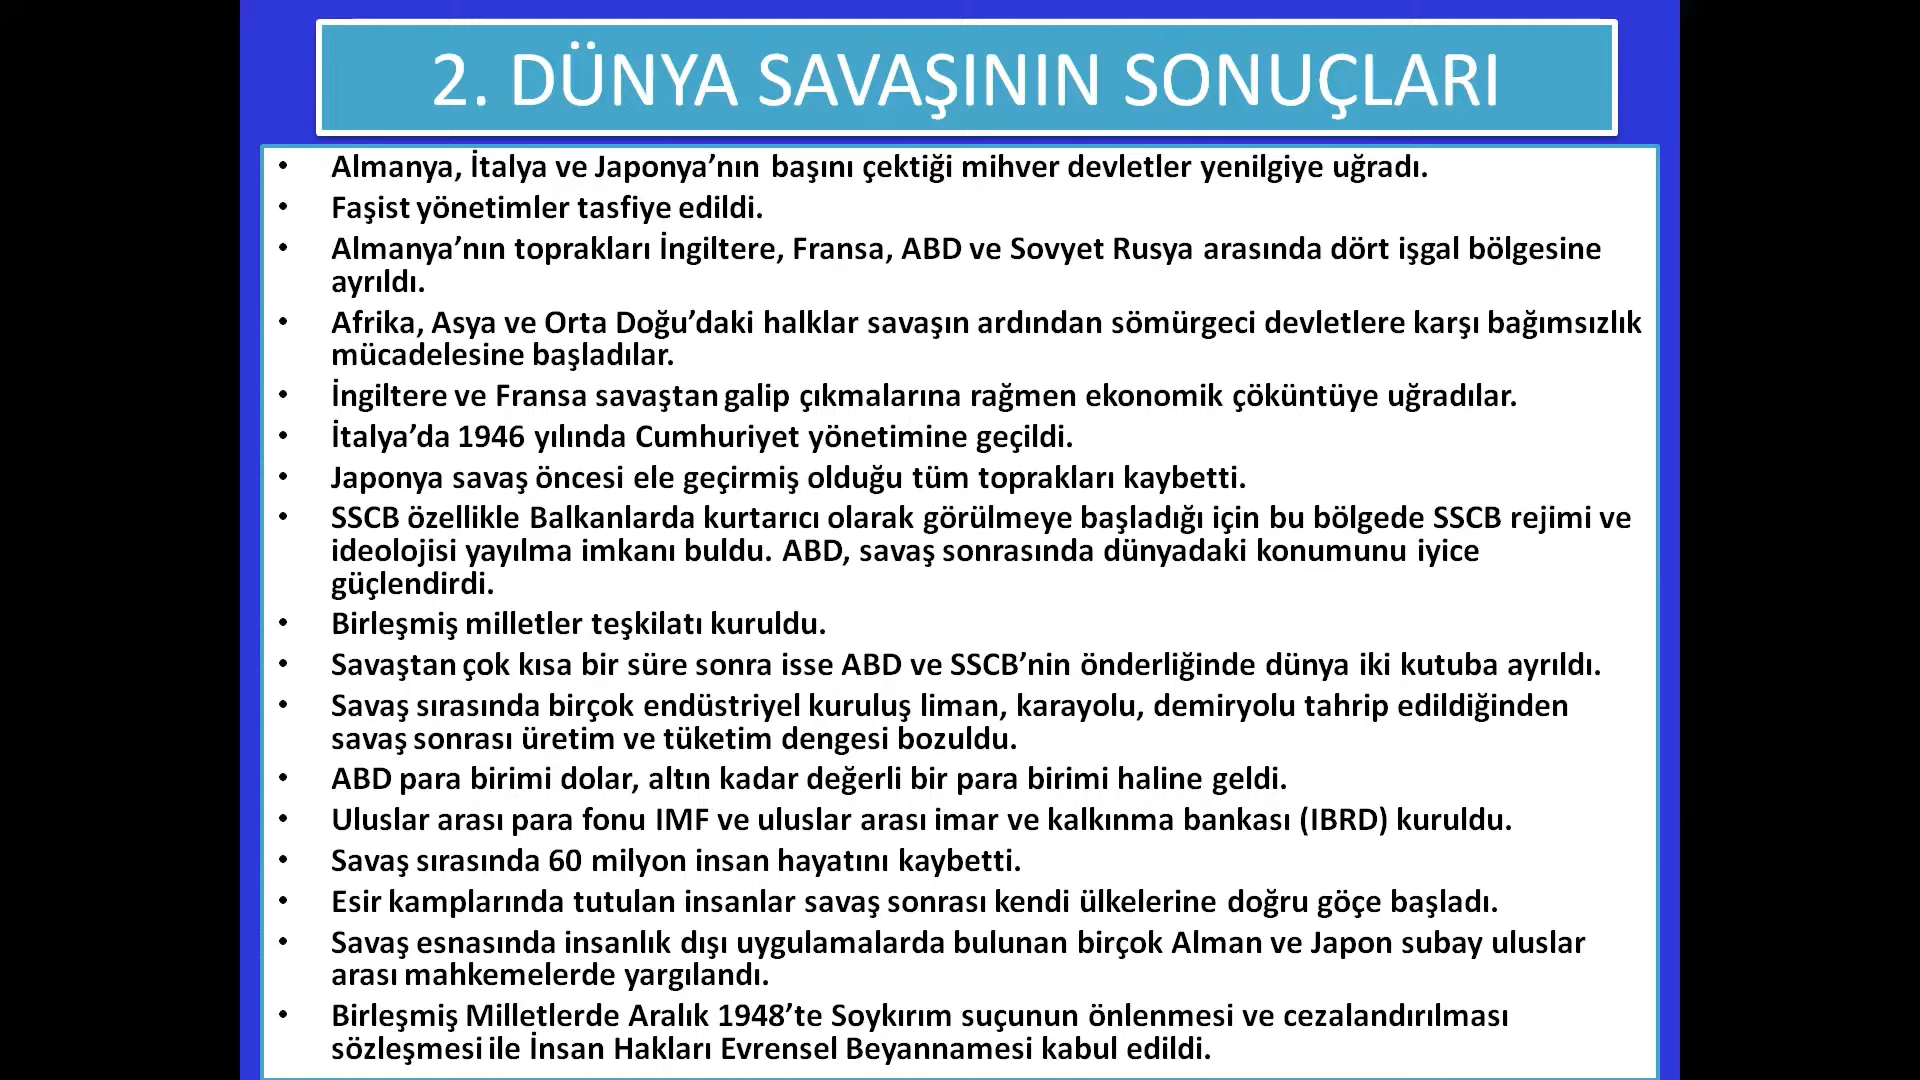 2. DÜNYA SAVAŞININ SONUÇLARI
• Almanya, İtalya ve Japonya’nın başını çektiği mihver devletler yenilgiye uğradı.
• Faşist yönetimler tasfiye edildi.
• Almanya’nın toprakları İngiltere, Fransa, ABD ve Sovyet Rusya arasında dört işgal bölgesine
ayrıldı.
• Afrika, Asya ve Orta Doğu’daki halklar savaşın ardından sömürgeci devletlere karşı bağımsızlık
mücadelesine başladılar.
• İngiltere ve Fransa savaştan galip çıkmalarına rağmen ekonomik çöküntüye uğradılar.
• İtalya’da 1946 yılında Cumhuriyet yönetimine geçildi.
• Japonya savaş öncesi ele geçirmiş olduğu tüm toprakları kaybetti.
• SSCB özellikle Balkanlarda kurtarıcı olarak görülmeye başladığı için bu bölgede SSCB rejimi ve
ideolojisi yayılma imkanı buldu. ABD, savaş sonrasında dünyadaki konumunu iyice
güçlendirdi.
• Birleşmiş milletler teşkilatı kuruldu.
• Savaştan çok kısa bir süre sonra isse ABD ve SSCB’nin önderliğinde dünya iki kutuba ayrıldı.
• Savaş sırasında birçok endüstriyel kuruluş liman, karayolu, demiryolu tahrip edildiğinden
savaş sonrası üretim ve tüketim dengesi bozuldu.
• ABD para birimi dolar, altın kadar değerli bir para birimi haline geldi.
• Uluslar arası para fonu IMF ve uluslar arası imar ve kalkınma bankası (IBRD) kuruldu.
• Savaş sırasında 60 milyon insan hayatını kaybetti.
• Esir kamplarında tutulan insanlar savaş sonrası kendi ülkelerine doğru göçe başladı.
• Savaş esnasında insanlık dışı uygulamalarda bulunan birçok Alman ve Japon subay uluslar
arası mahkemelerde yargılandı.
• Birleşmiş Milletlerde Aralık 1948’te Soykırım suçunun önlenmesi ve cezalandırılması
sözleşmesi ile İnsan Hakları Evrensel Beyannamesi kabul edildi.